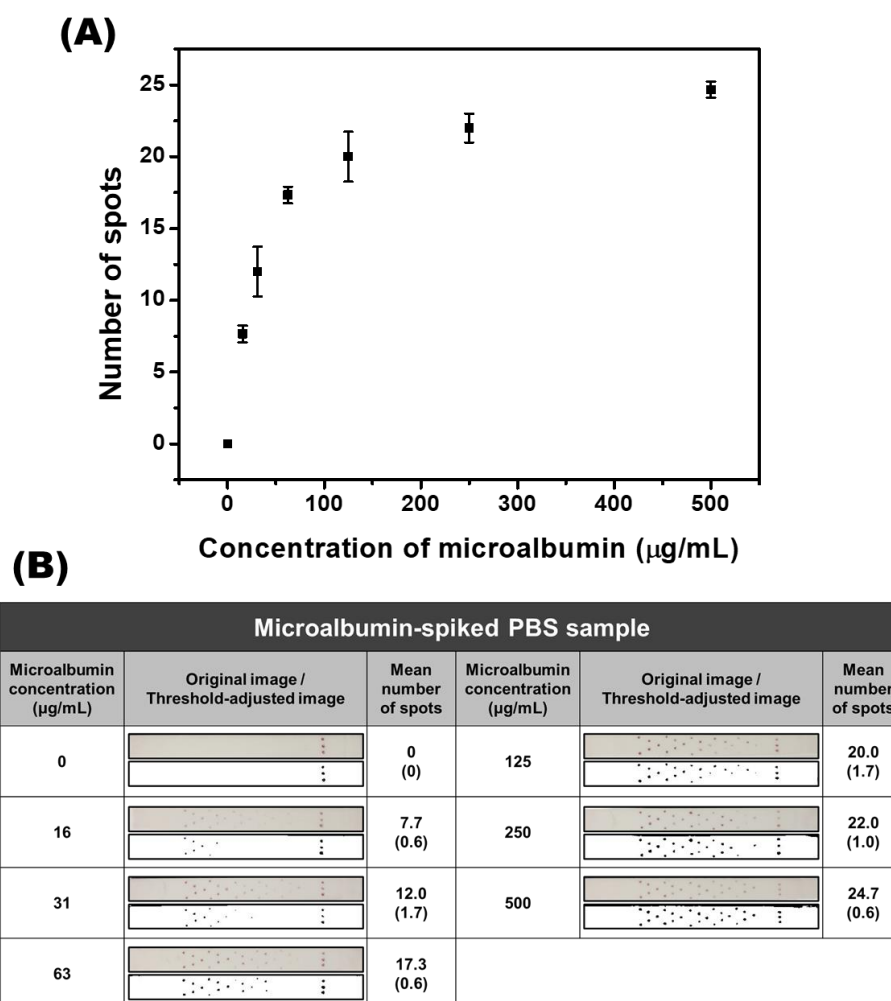 (A)
25
20
15
10
5
0
Number of spots
0 100 200 300 400 500
Concentration of microalbumin (μg/mL)
(B)
Microalbumin-spiked PBS sample
Microalbumin
concentration
(μg/mL)
Original image /
Threshold-adjusted image
Mean
number
of spots
Microalbumin
concentration
(μg/mL)
Original image /
Threshold-adjusted image
Mean
number
of spots
0
0
(0)
125
20.0
(1.7)
16
7.7
(0.6)
250
22.0
(1.0)
31
12.0
(1.7)
500
24.7
(0.6)
63
17.3
(0.6)